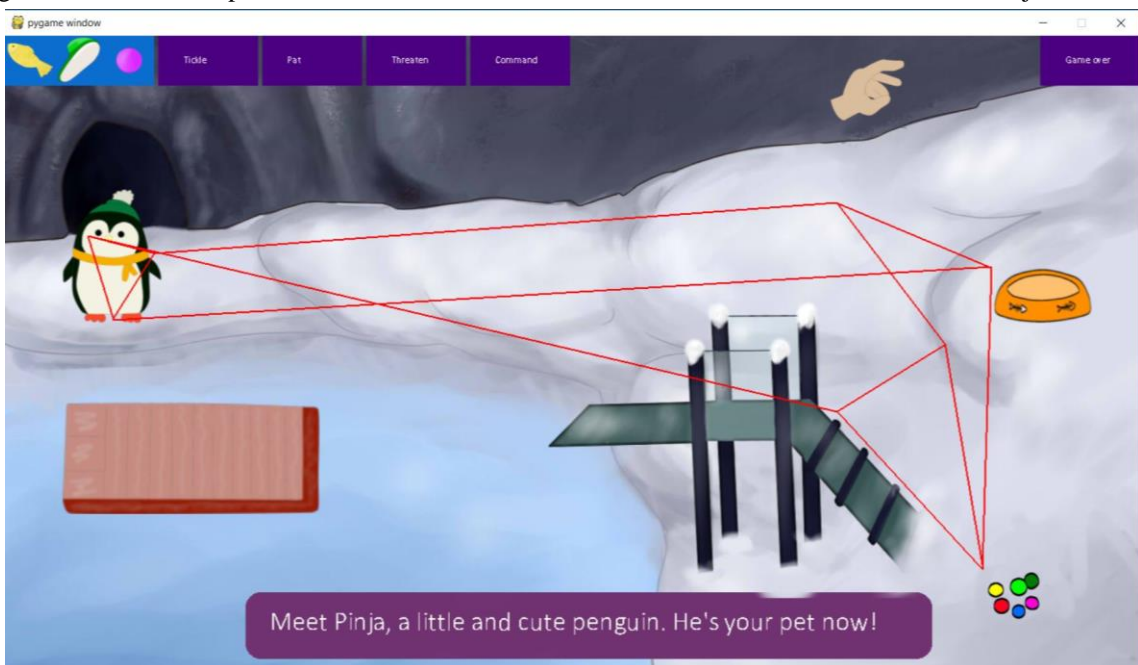 pygame window
Tickle
Pat
Threaten
Command
Game over
Meet Pinja, a little and cute penguin. He's your pet now!